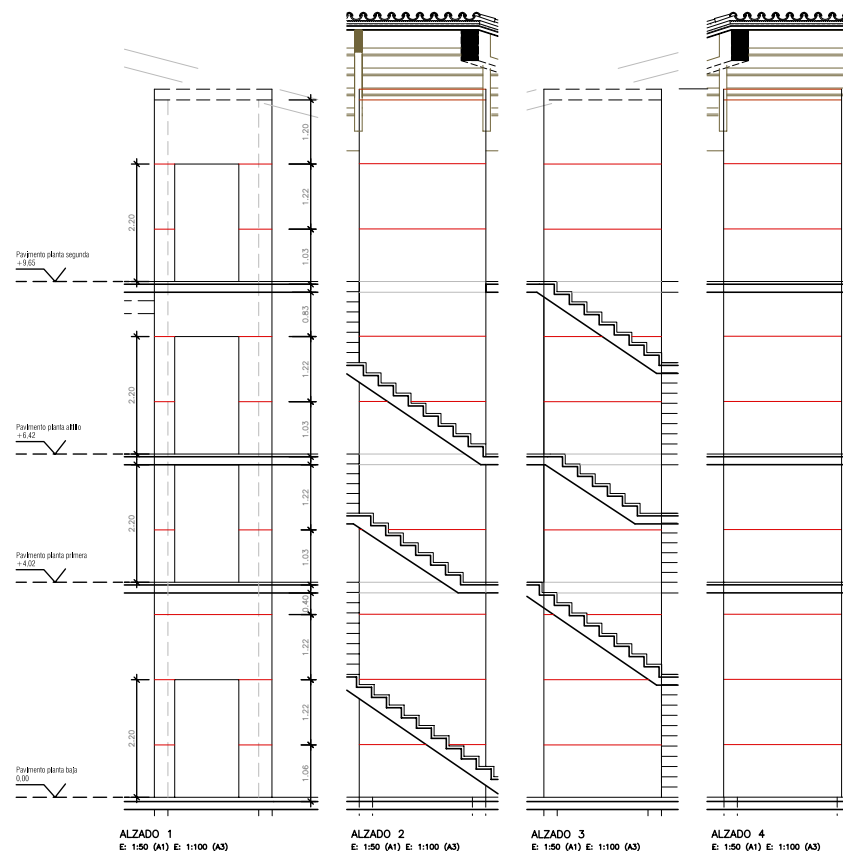 1.20
2.20
1.22
1.03
Pavimento planta segunda
+9.65
0.83
2.20
1.22
1.03
Pavimento planta altillo
+6,42
2.20
1.22
1.03
Pavimento planta primera
+4.02
0.40
1.22
2.20
1.22
1.06
Pavimento planta baja
0,00
ALZADO 1
E: 1:50 (A1) E: 1:100 (A3)
ALZADO 2
E: 1:50 (A1) E: 1:100 (A3)
ALZADO 3
E: 1:50 (A1) E: 1:100 (A3)
ALZADO 4
E: 1:50 (A1) E: 1:100 (A3)